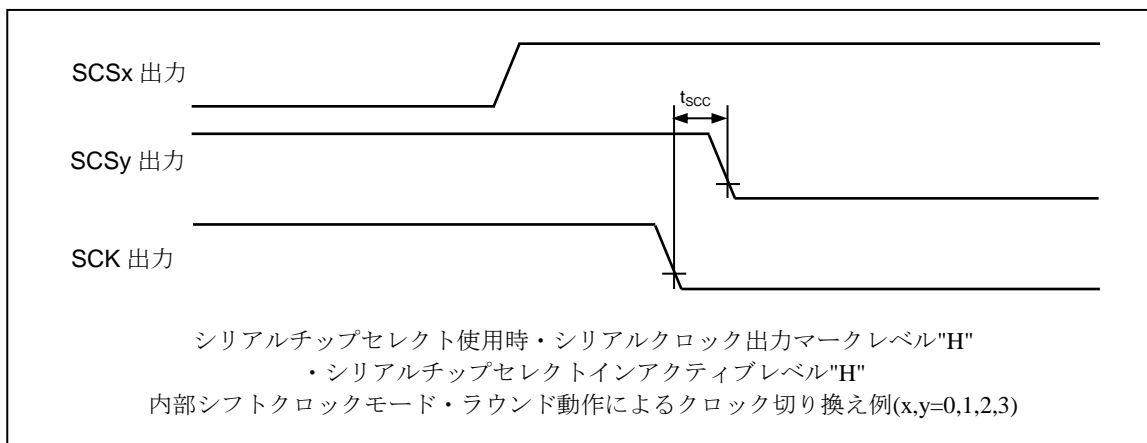 SCSx 出力
tSCC
SCSy 出力
SCK 出力
シリアルチップセレクト使用時・シリアルクロック出力マークレベル"H"
・シリアルチップセレクトインアクティブレベル"H"
内部シフトクロックモード・ラウンド動作によるクロック切り換え例(x,y=0,1,2,3)